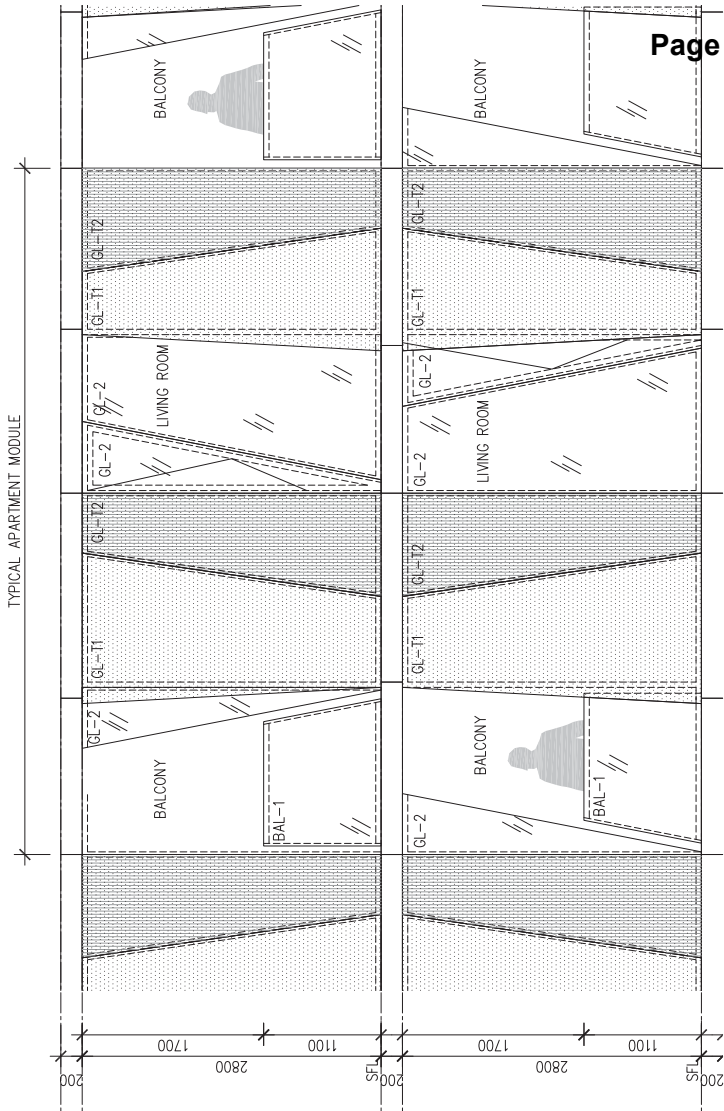 Page
TYPICAL APARTMENT MODULE
200
GL-2
GL-T1
GL-T2
GL-2
GL-2
GL-T1
GL-T2
BALCONY
LIVING ROOM
BALCONY
1700
2800
BAL-1
1100
SFL
200
GL-2
GL-T1
GL-T2
GL-2
GL-2
GL-T1
GL-T2
BALCONY
LIVING ROOM
BALCONY
1700
2800
BAL-1
1100
SFL
200